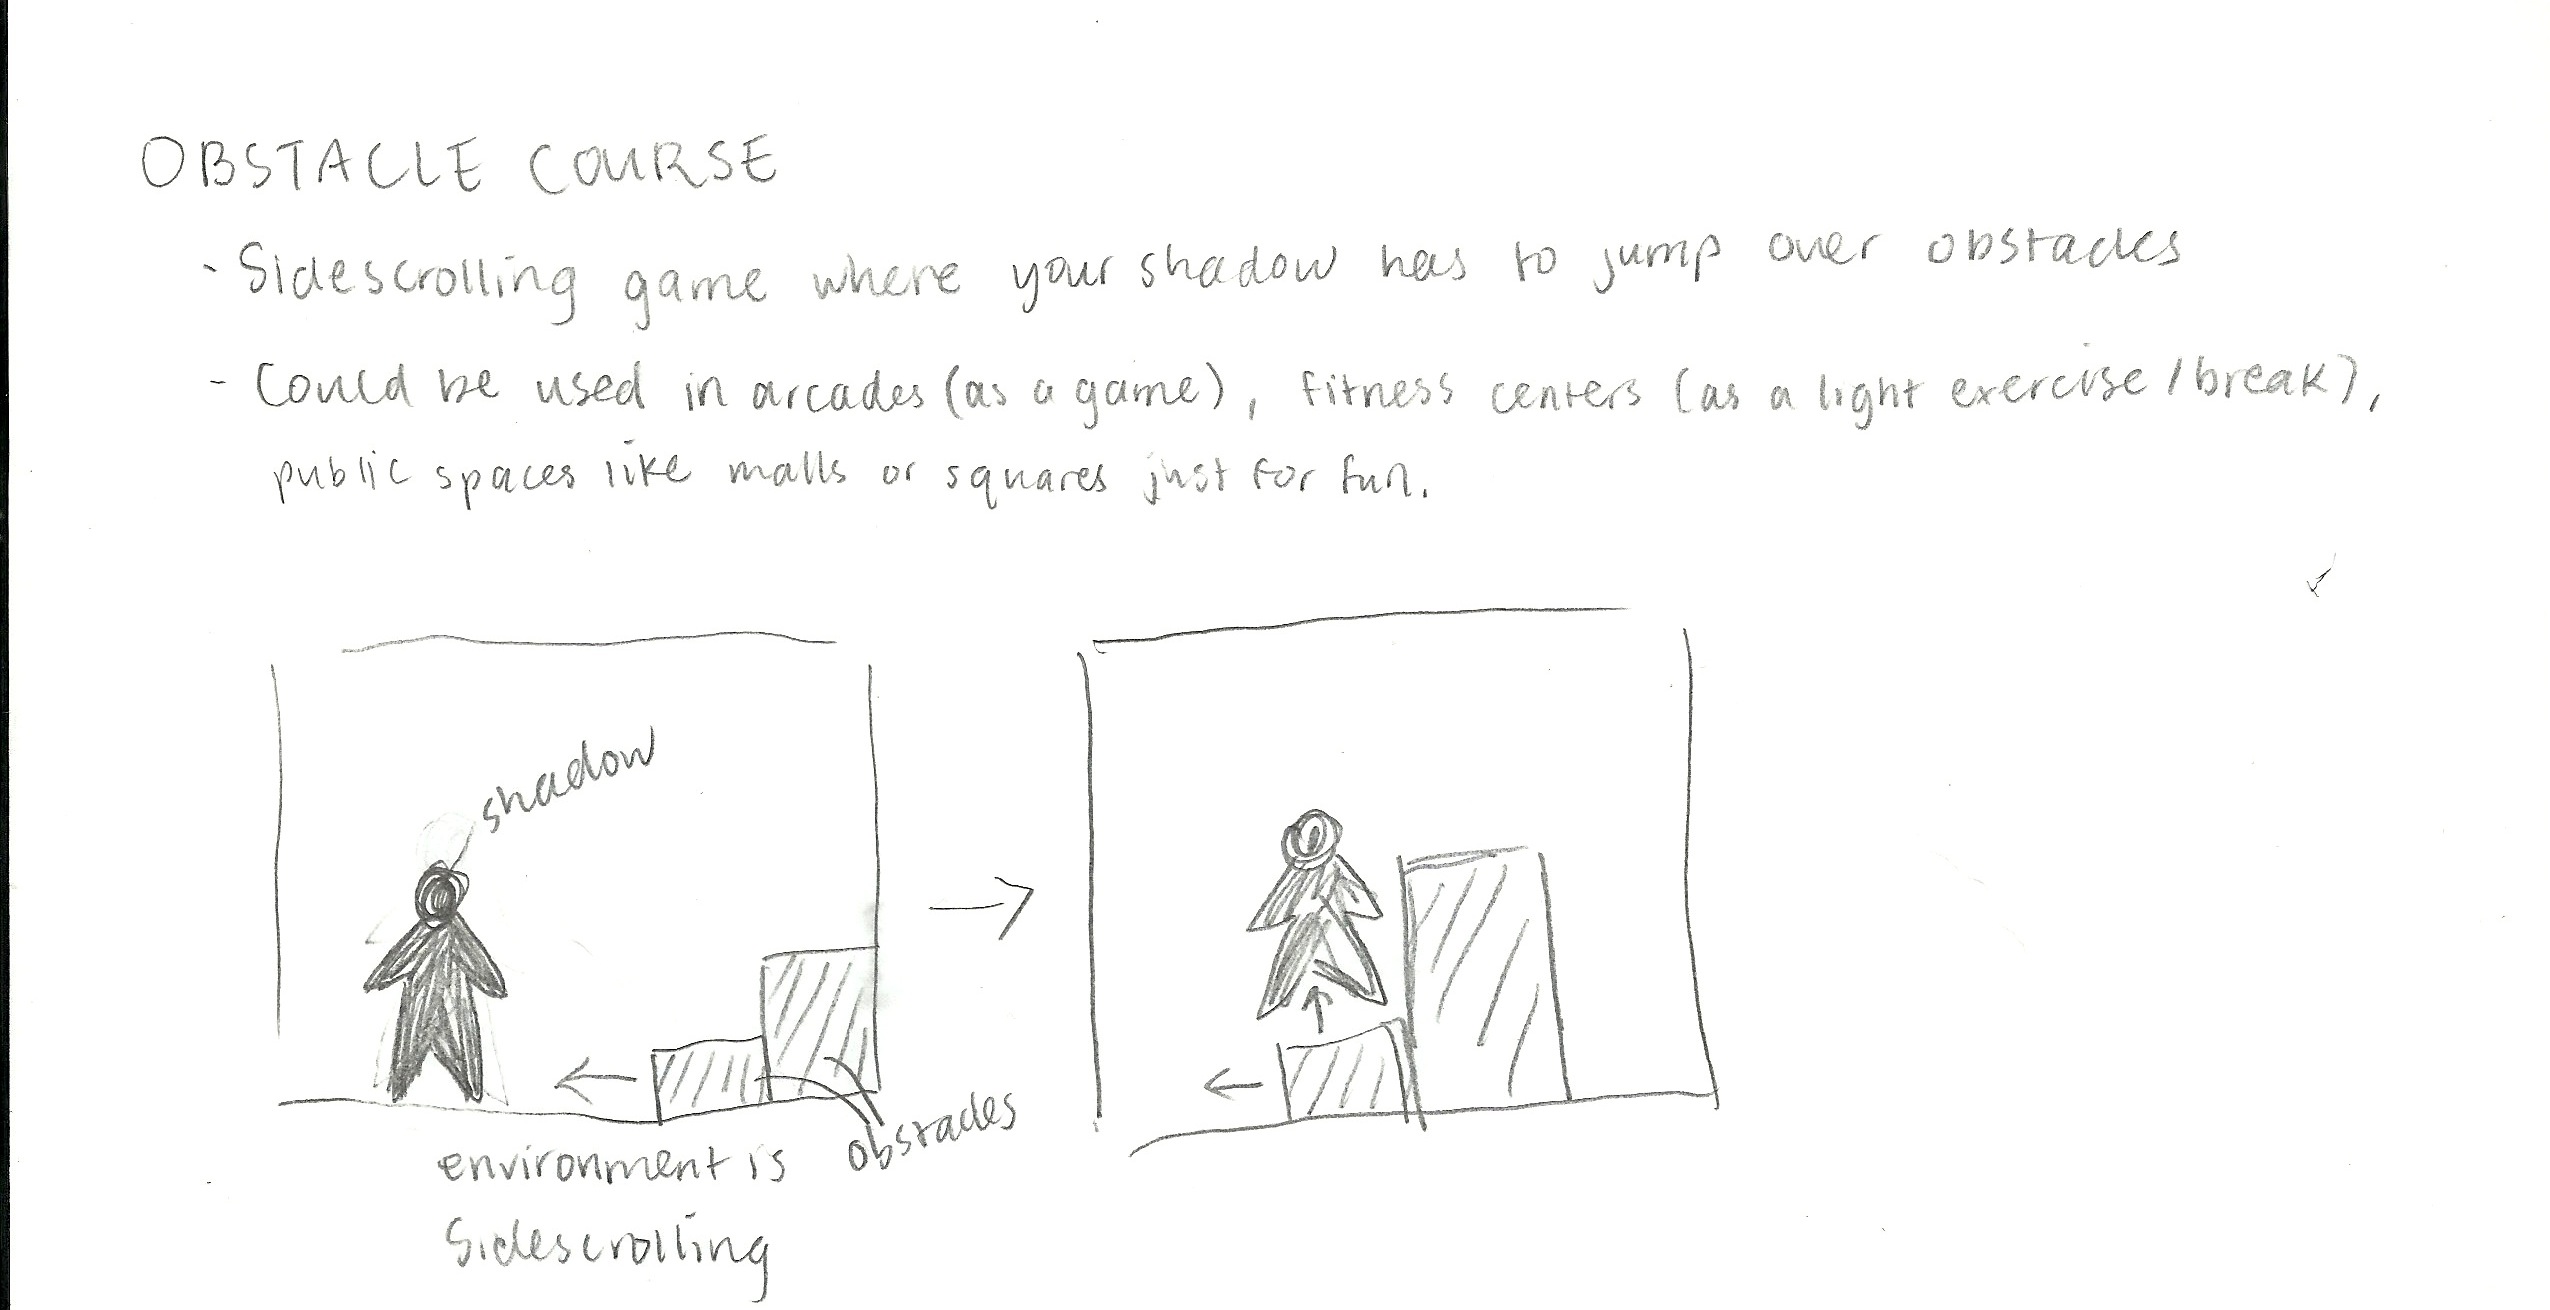 OBSTACLE COURSE
- Sidescrolling game where your shadow has to jump over obstacles
- Could be used in arcades (as a game), fitness centers (as a light exercise/break),
public spaces like malls or squares just for fun.
shadow
obstacles
environment is
Sidescrolling